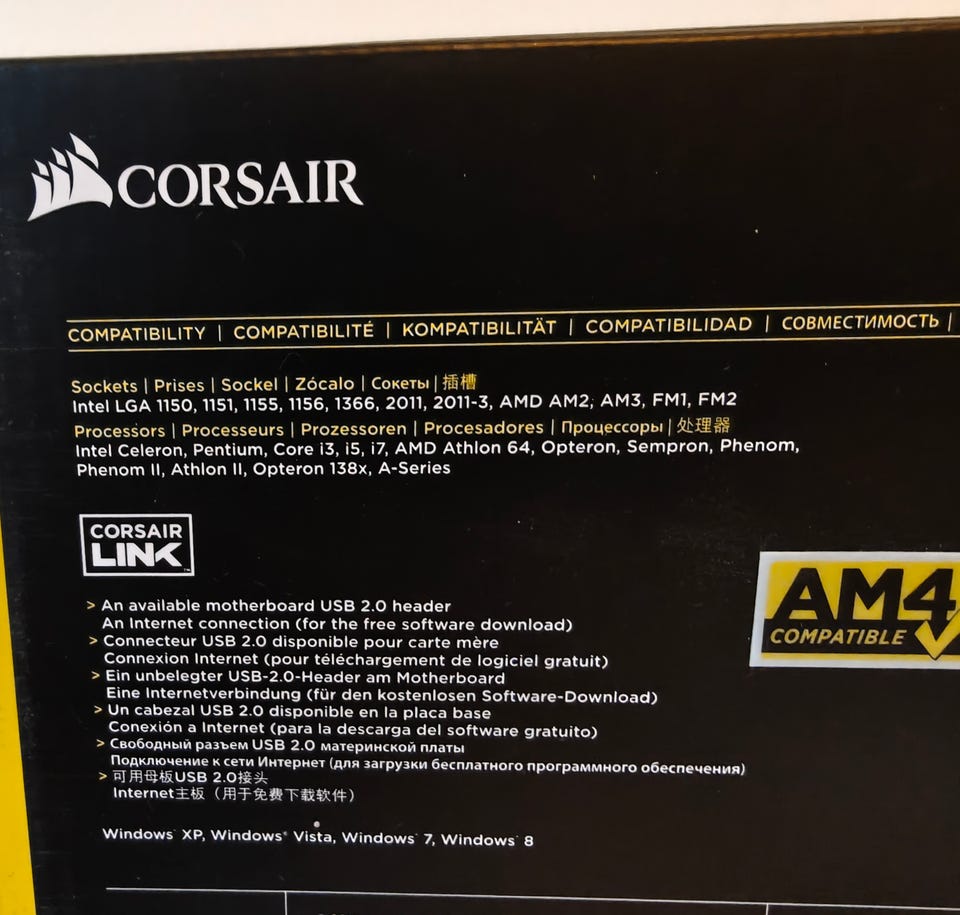 CORSAIR
COMPATIBILITY | COMPATIBILITÉ | KOMPATIBILITÄT | COMPATIBILIDAD | СОВМЕСТИМОСТЬ |
Sockets | Prises | Sockel | Zócalo | Сокеты | 插槽
Intel LGA 1150, 1151, 1155, 1156, 1366, 2011, 2011-3, AMD AM2, AM3, FM1, FM2
Processors | Processeurs | Prozessoren | Procesadores | Процессоры | 处理器
Intel Celeron, Pentium, Core i3, i5, i7, AMD Athlon 64, Opteron, Sempron, Phenom,
Phenom II, Athlon II, Opteron 138x, A-Series
CORSAIR
LINK™
AM4
COMPATIBLE
> An available motherboard USB 2.0 header
An Internet connection (for the free software download)
> Connecteur USB 2.0 disponible pour carte mère
Connexion Internet (pour téléchargement de logiciel gratuit)
> Ein unbelegter USB-2.0-Header am Motherboard
Eine Internetverbindung (für den kostenlosen Software-Download)
> Un cabezal USB 2.0 disponible en la placa base
Conexión a Internet (para la descarga del software gratuito)
> Свободный разъем USB 2.0 материнской платы
Подключение к сети Интернет (для загрузки бесплатного программного обеспечения)
> 可用母板USB 2.0接头
Internet主板（用于免费下载软件）
Windows® XP, Windows® Vista, Windows® 7, Windows® 8